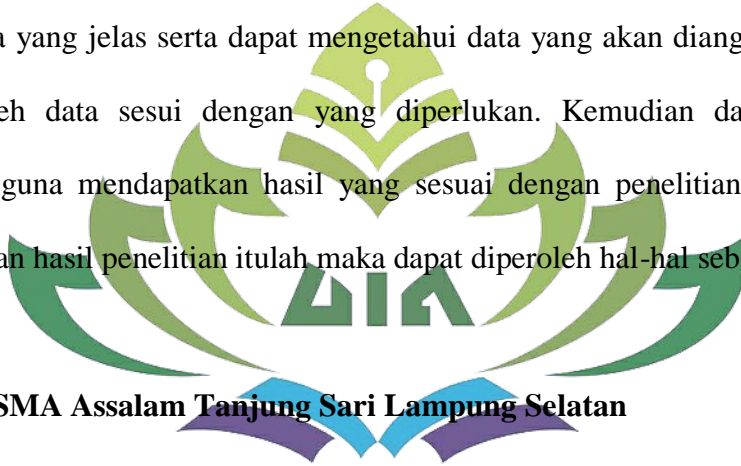 yang jelas serta dapat mengetahui data yang akan diang
data sesui dengan yang diperlukan. Kemudian da
guna mendapatkan hasil yang sesuai dengan penelitian
an hasil penelitian itulah maka dapat diperoleh hal-hal seb
UIN
SMA Assalam Tanjung Sari Lampung Selatan